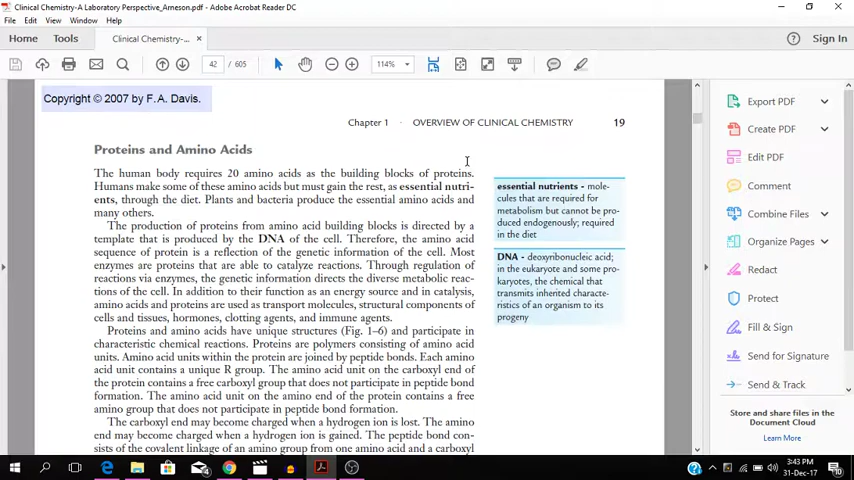 Clinical Chemistry-A Laboratory Perspective_Arneson.pdf - Adobe Acrobat Reader DC
File Edit View Window Help
Home Tools Clinical Chemistry-... × Sign In
42 / 605 114%
Copyright © 2007 by F.A. Davis.
Chapter 1 · OVERVIEW OF CLINICAL CHEMISTRY 19
Proteins and Amino Acids
The human body requires 20 amino acids as the building blocks of proteins.
Humans make some of these amino acids but must gain the rest, as essential nutri-
ents, through the diet. Plants and bacteria produce the essential amino acids and
many others.
The production of proteins from amino acid building blocks is directed by a
template that is produced by the DNA of the cell. Therefore, the amino acid
sequence of protein is a reflection of the genetic information of the cell. Most
enzymes are proteins that are able to catalyze reactions. Through regulation of
reactions via enzymes, the genetic information directs the diverse metabolic reac-
tions of the cell. In addition to their function as an energy source and in catalysis,
amino acids and proteins are used as transport molecules, structural components of
cells and tissues, hormones, clotting agents, and immune agents.
Proteins and amino acids have unique structures (Fig. 1–6) and participate in
characteristic chemical reactions. Proteins are polymers consisting of amino acid
units. Amino acid units within the protein are joined by peptide bonds. Each amino
acid unit contains a unique R group. The amino acid unit on the carboxyl end of
the protein contains a free carboxyl group that does not participate in peptide bond
formation. The amino acid unit on the amino end of the protein contains a free
amino group that does not participate in peptide bond formation.
The carboxyl end may become charged when a hydrogen ion is lost. The amino
end may become charged when a hydrogen ion is gained. The peptide bond con-
sists of the covalent linkage of an amino group from one amino acid and a carboxyl
essential nutrients - mole-
cules that are required for
metabolism but cannot be pro-
duced endogenously; required
in the diet
DNA - deoxyribonucleic acid;
in the eukaryote and some pro-
karyotes, the chemical that
transmits inherited characte-
ristics of an organism to its
progeny
Export PDF
Create PDF
Edit PDF
Comment
Combine Files
Organize Pages
Redact
Protect
Fill & Sign
Send for Signature
Send & Track
Store and share files in the
Document Cloud
Learn More
3:43 PM
31-Dec-17